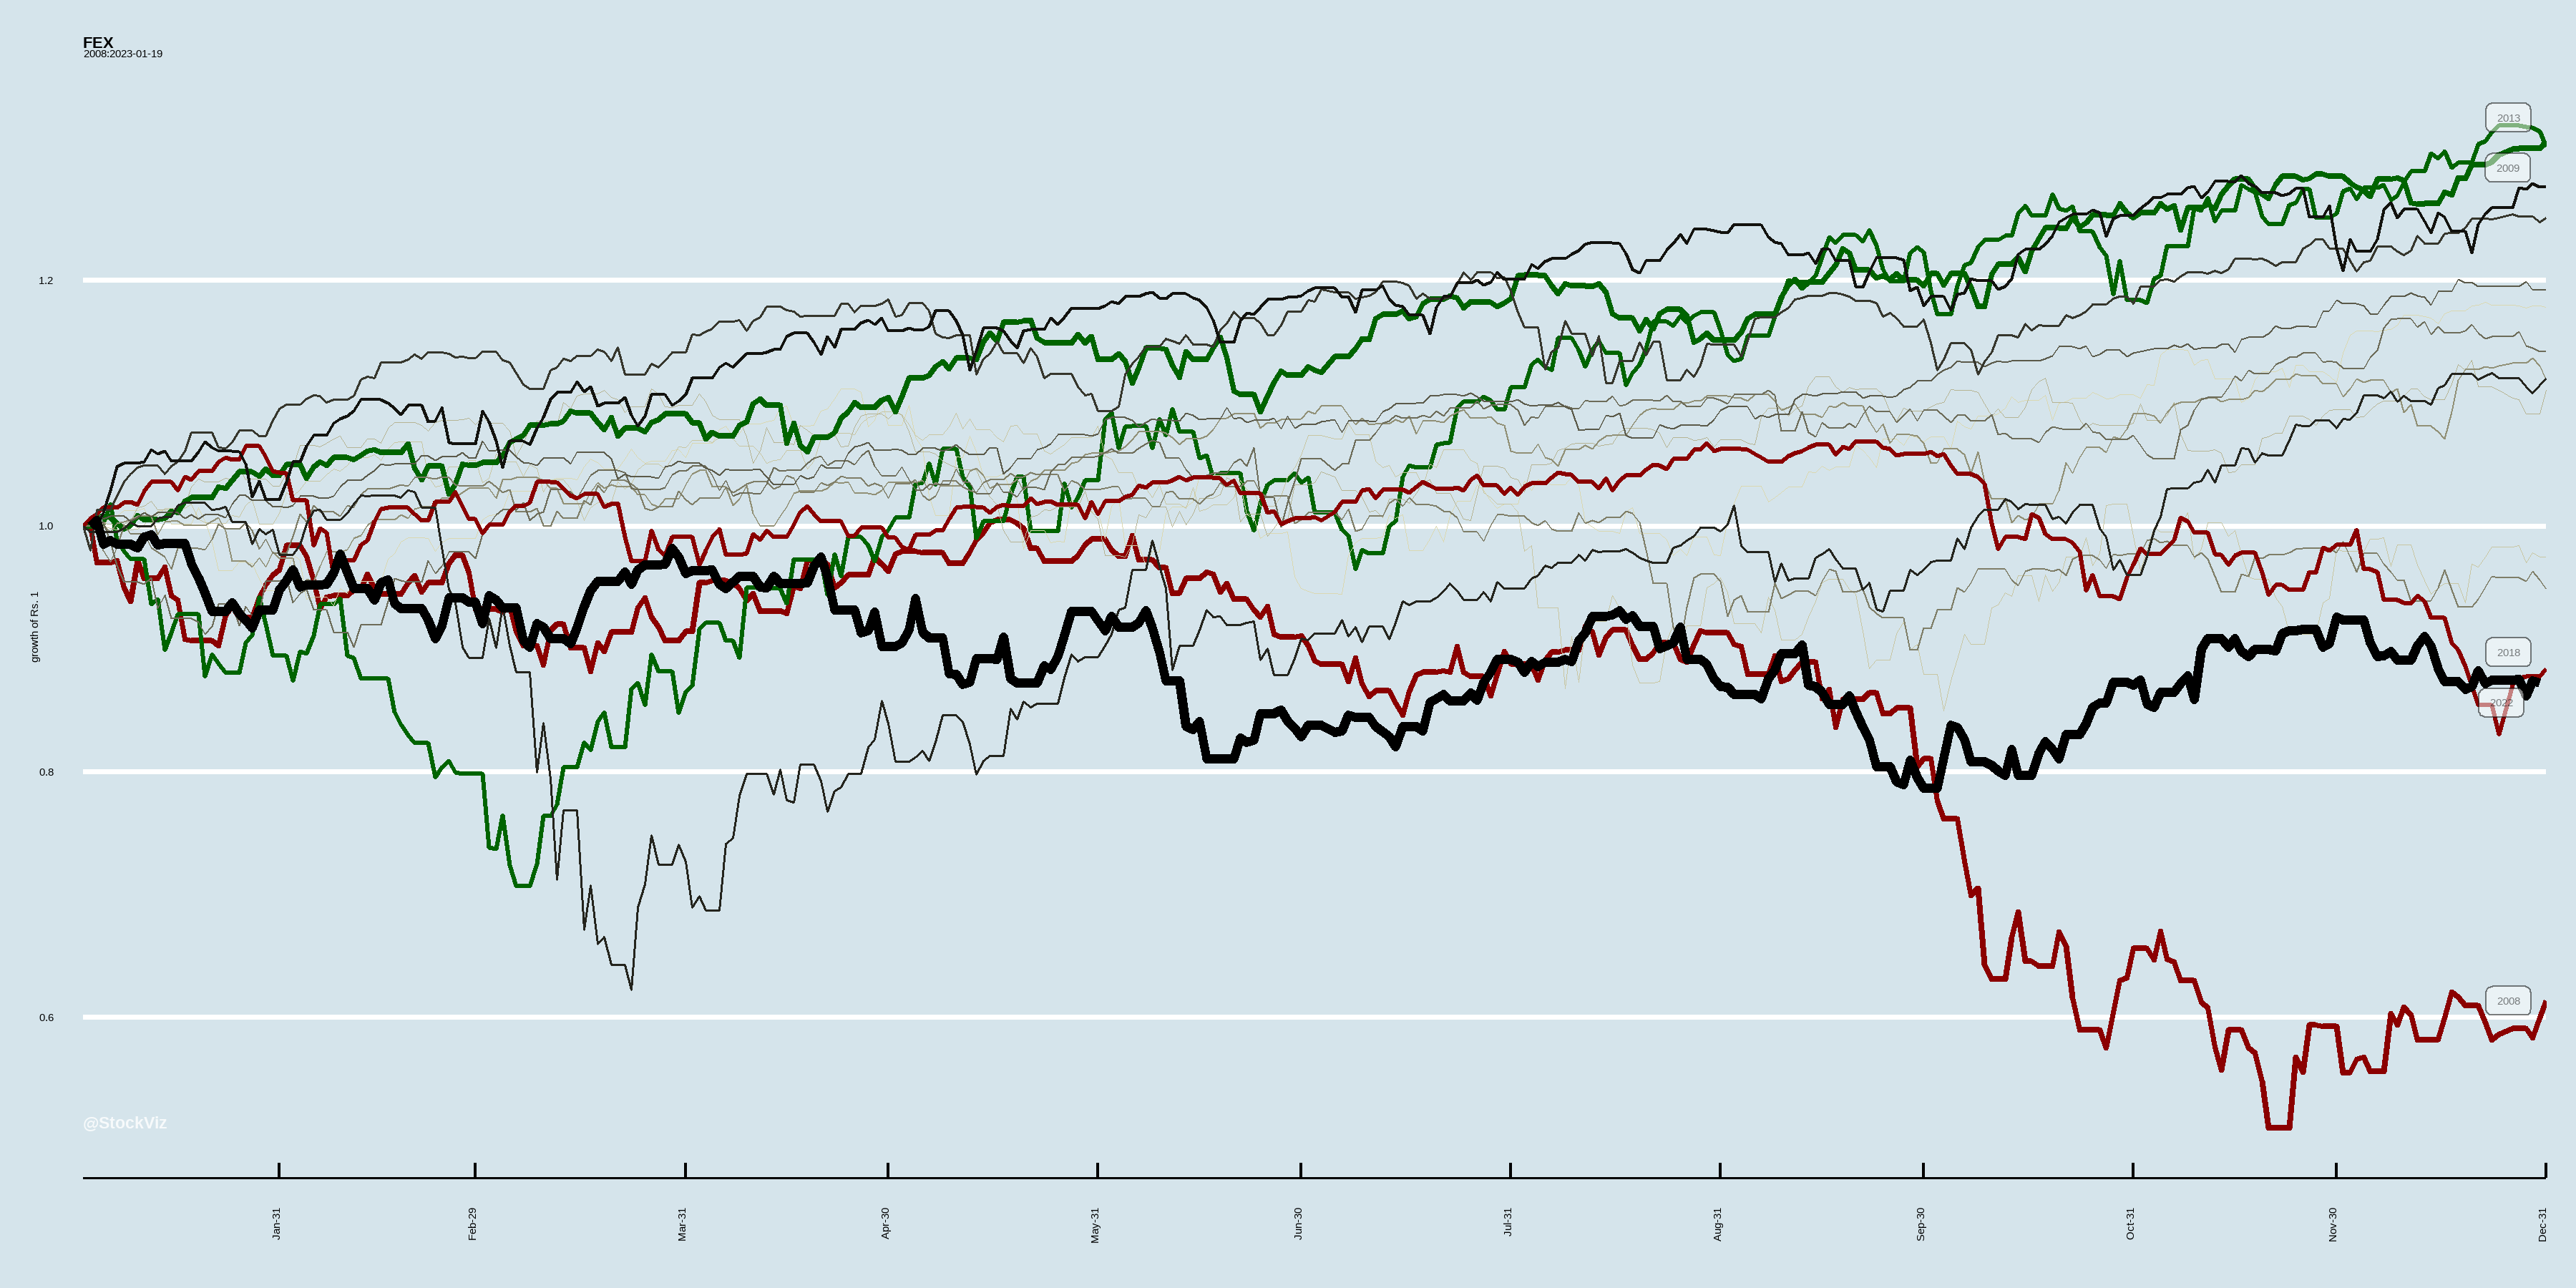 FEX
2008:2023-01-19
2013
2009
1.2
1.0
growth of Rs. 1
2018
2022
0.8
2008
0.6
@StockViz
Jan-31
Feb-29
Mar-31
Apr-30
May-31
Jun-30
Jul-31
Aug-31
Sep-30
Oct-31
Nov-30
Dec-31